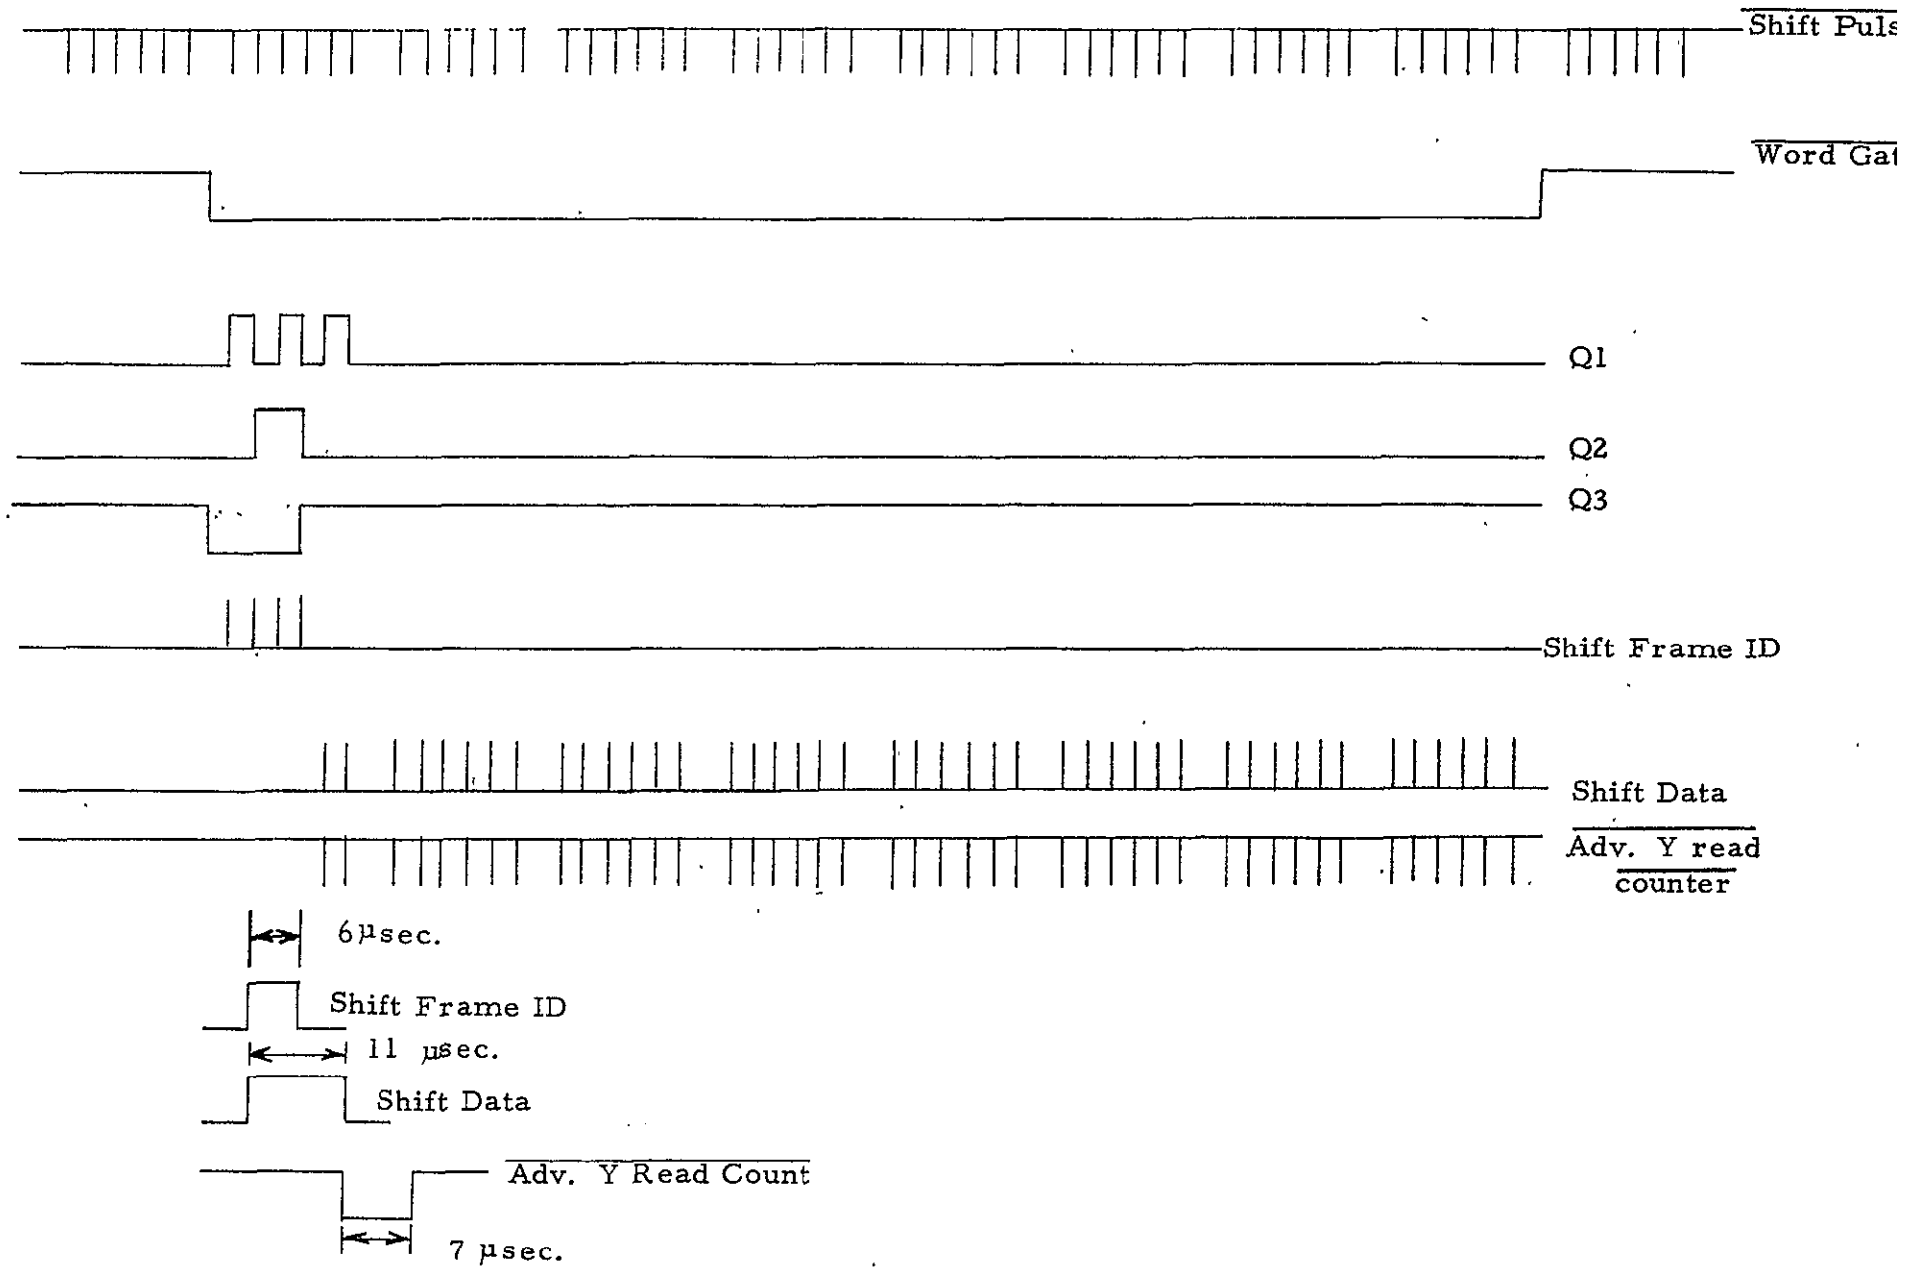 Shift Puls
Word Gat
Q1
Q2
Q3
Shift Frame ID
Shift Data
Adv. Y read
counter
6 μsec.
Shift Frame ID
11 μsec.
Shift Data
Adv. Y Read Count
7 μsec.